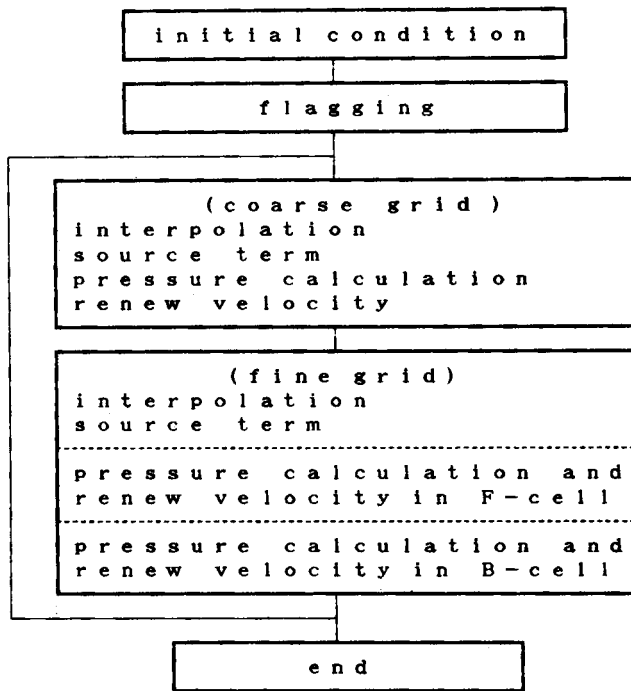 initial condition
flagging
(coarse grid)
interpolation
source term
pressure calculation
renew velocity
(fine grid)
interpolation
source term
pressure calculation and
renew velocity in F-cell
pressure calculation and
renew velocity in B-cell
end